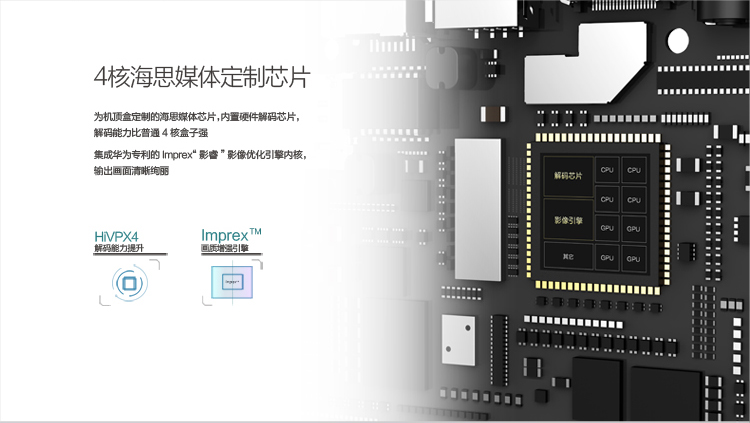 4核海思媒体定制芯片
为机顶盒定制的海思媒体芯片，内置硬件解码芯片，
解码能力比普通 4 核盒子强
集成华为专利的 Imprex“ 影睿 ” 影像优化引擎内核，
输出画面清晰绚丽
HiVPX4
解码能力提升
Imprex™
画质增强引擎
Imprex™
解码芯片
CPU CPU
CPU CPU
影像引擎
GPU GPU
其它
GPU GPU